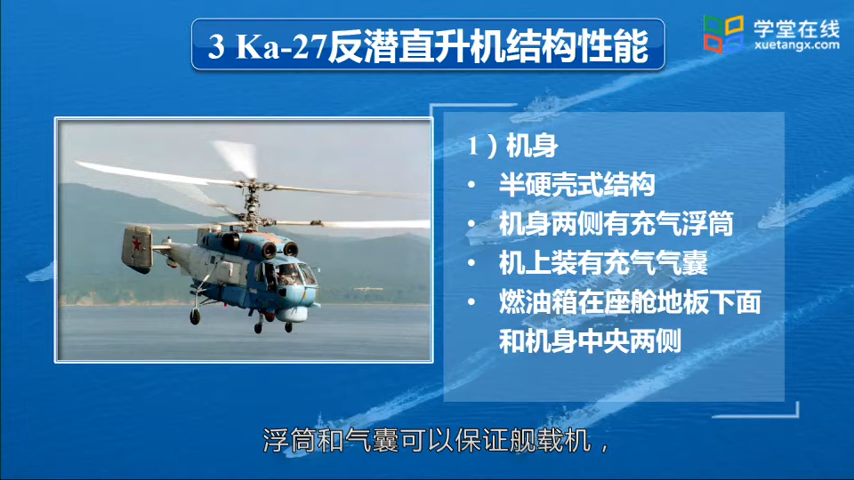 3 Ka-27反潜直升机结构性能
学堂在线
xuetangx.com
1）机身
• 半硬壳式结构
• 机身两侧有充气浮筒
• 机上装有充气气囊
• 燃油箱在座舱地板下面
和机身中央两侧
浮筒和气囊可以保证舰载机，